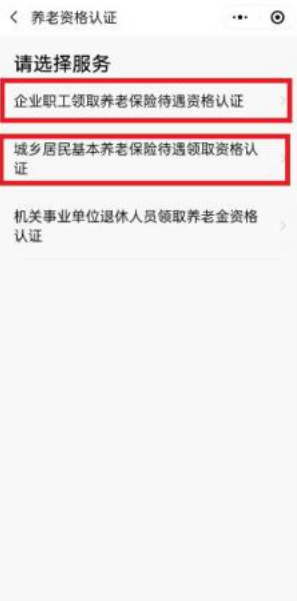 养老资格认证
请选择服务
企业职工领取养老保险待遇资格认证
城乡居民基本养老保险待遇领取资格认
证
机关事业单位退休人员领取养老金资格
认证